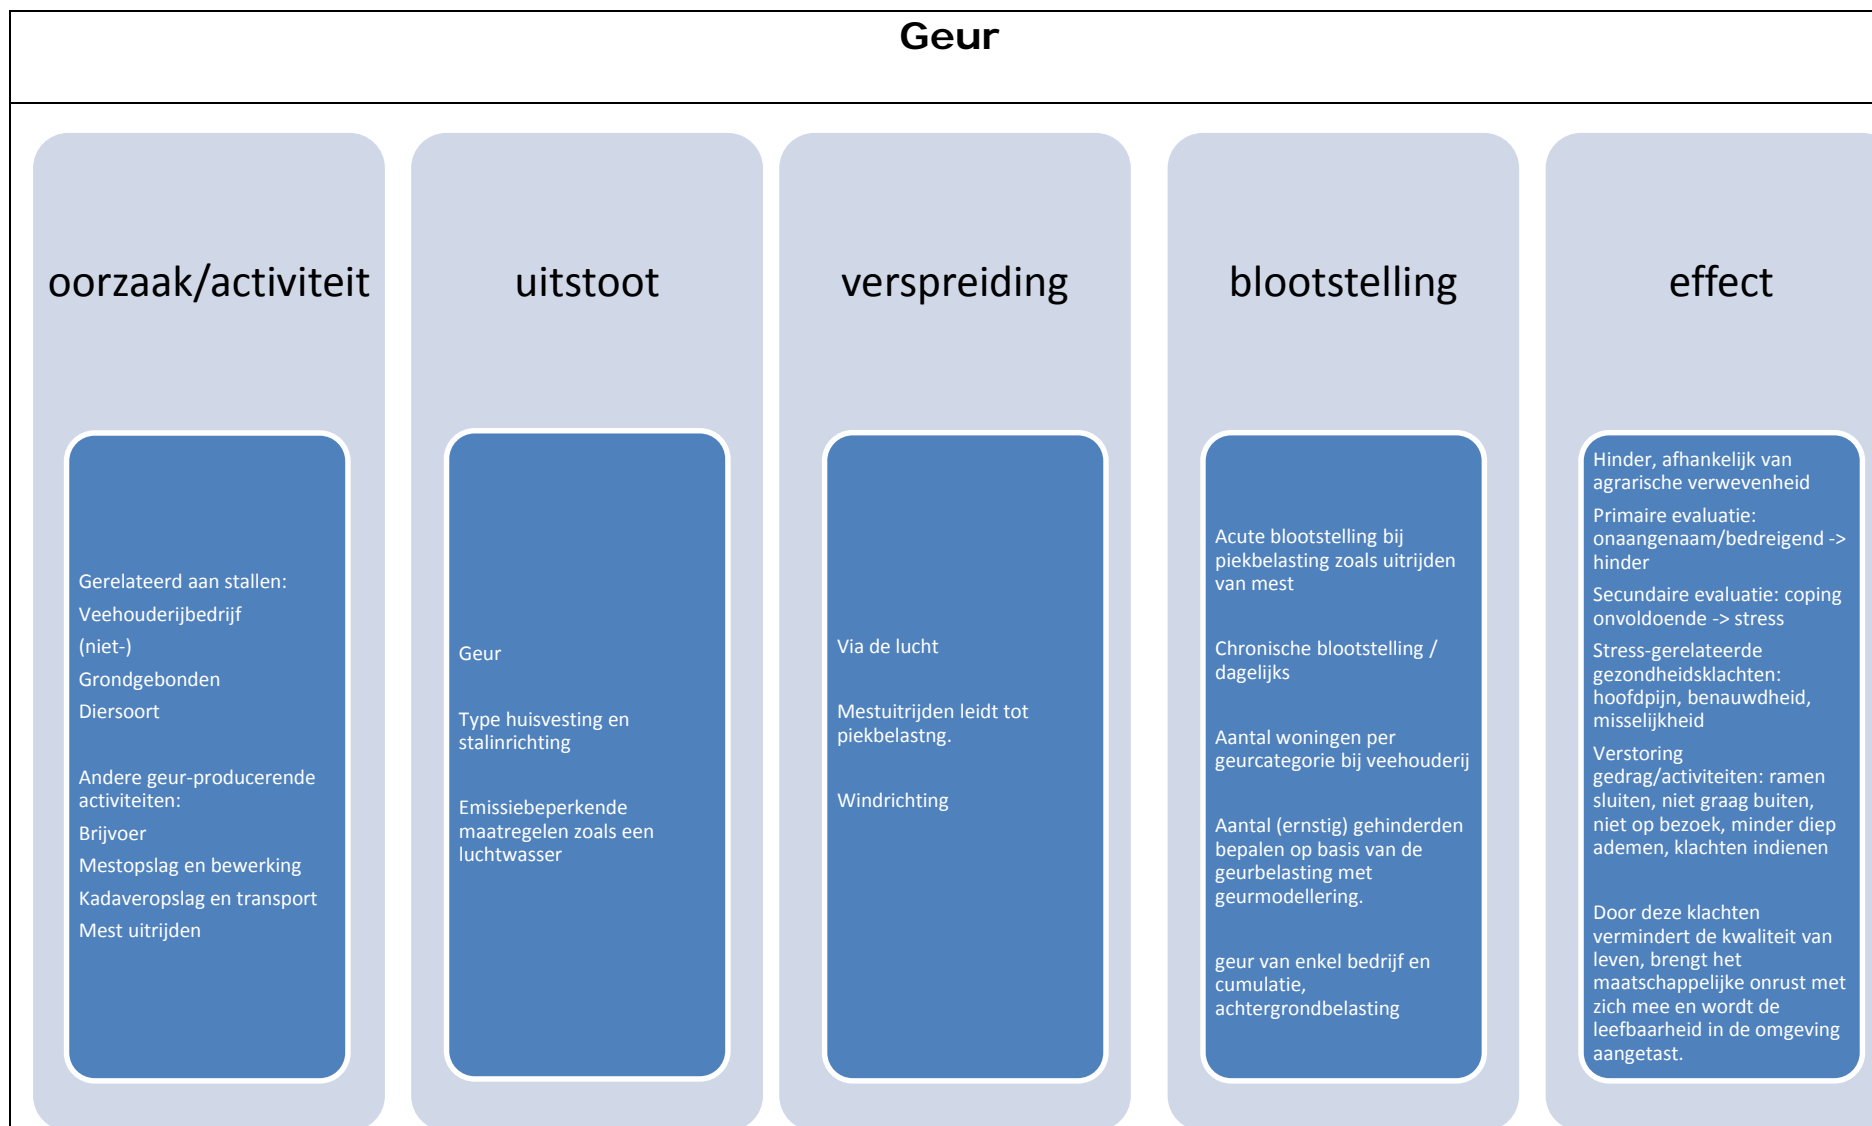 Geur
oorzaak/activiteit
Gerelateerd aan stallen:
Veehouderijbedrijf
(niet-)
Grondgebonden
Diersoort
Andere geur-producerende
activiteiten:
Brijvoer
Mestopslag en bewerking
Kadaveropslag en transport
Mest uitrijden
uitstoot
Geur
Type huisvesting en
stalinrichting
Emissiebeperkende
maatregelen zoals een
luchtwasser
verspreiding
Via de lucht
Mestuitrijden leidt tot
piekbelastng.
Windrichting
blootstelling
Acute blootstelling bij
piekbelasting zoals uitrijden
van mest
Chronische blootstelling /
dagelijks
Aantal woningen per
geurcategorie bij veehouderij
Aantal (ernstig) gehinderden
bepalen op basis van de
geurbelasting met
geurmodellering.
geur van enkel bedrijf en
cumulatie,
achtergrondbelasting
effect
Hinder, afhankelijk van
agrarische verwevenheid
Primaire evaluatie:
onaangenaam/bedreigend ->
hinder
Secundaire evaluatie: coping
onvoldoende -> stress
Stress-gerelateerde
gezondheidsklachten:
hoofdpijn, benauwdheid,
misselijkheid
Verstoring
gedrag/activiteiten: ramen
sluiten, niet graag buiten,
niet op bezoek, minder diep
ademen, klachten indienen
Door deze klachten
vermindert de kwaliteit van
leven, brengt het
maatschappelijke onrust met
zich mee en wordt de
leefbaarheid in de omgeving
aangetast.